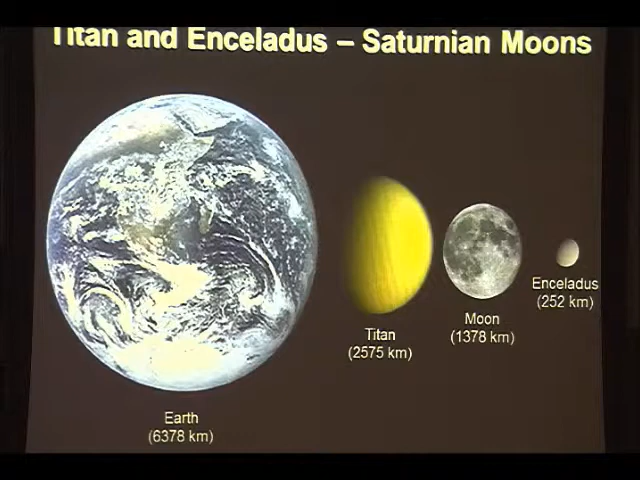 Titan and Enceladus – Saturnian Moons
Enceladus
(252 km)
Moon
(1378 km)
Titan
(2575 km)
Earth
(6378 km)